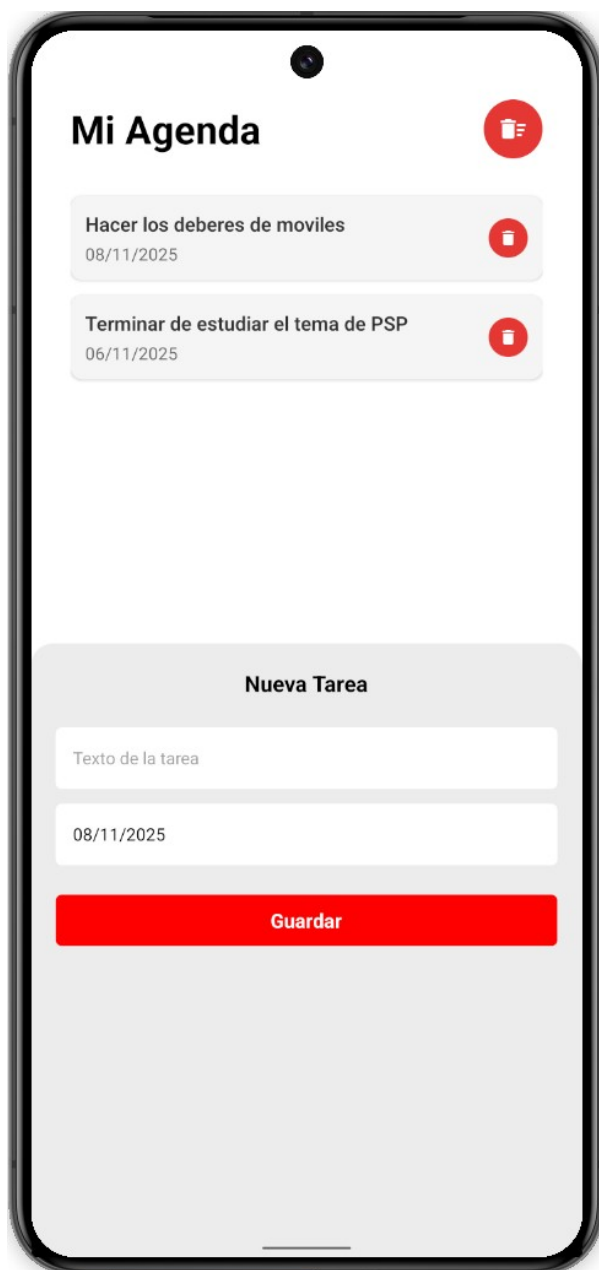 Mi Agenda
Hacer los deberes de moviles
08/11/2025
Terminar de estudiar el tema de PSP
06/11/2025
Nueva Tarea
Texto de la tarea
08/11/2025
Guardar